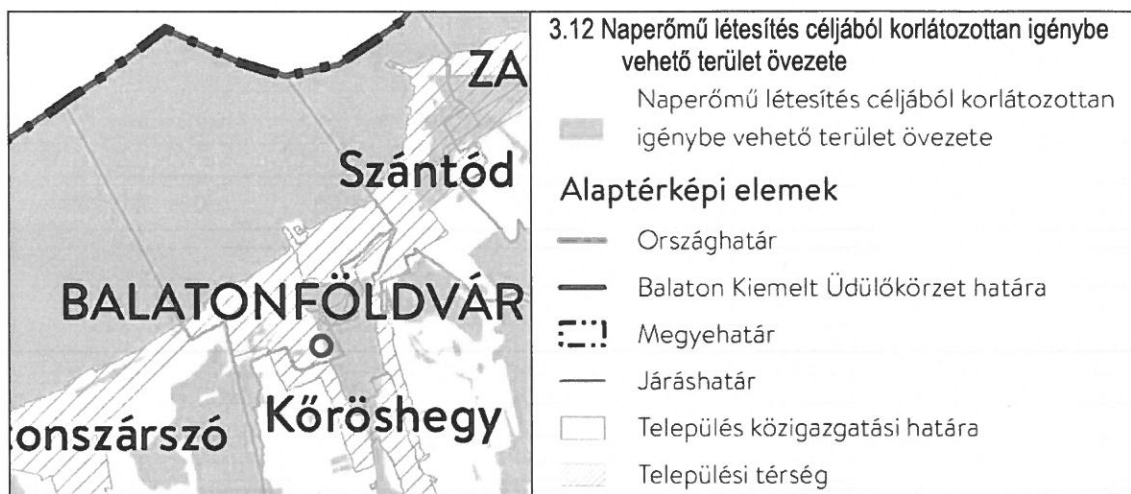 ZA
Szántód
BALATONFÖLDVÁR
Kőröshegy
onszárszó
3.12 Naperőmű létesítés céljából korlátozottan igénybe
vehető terület övezete
Naperőmű létesítés céljából korlátozottan
igénybe vehető terület övezete
Alaptérképi elemek
Országhatár
Balaton Kiemelt Üdülőkörzet határa
Megyehatár
Járáshatár
Település közigazgatási határa
Települési térség